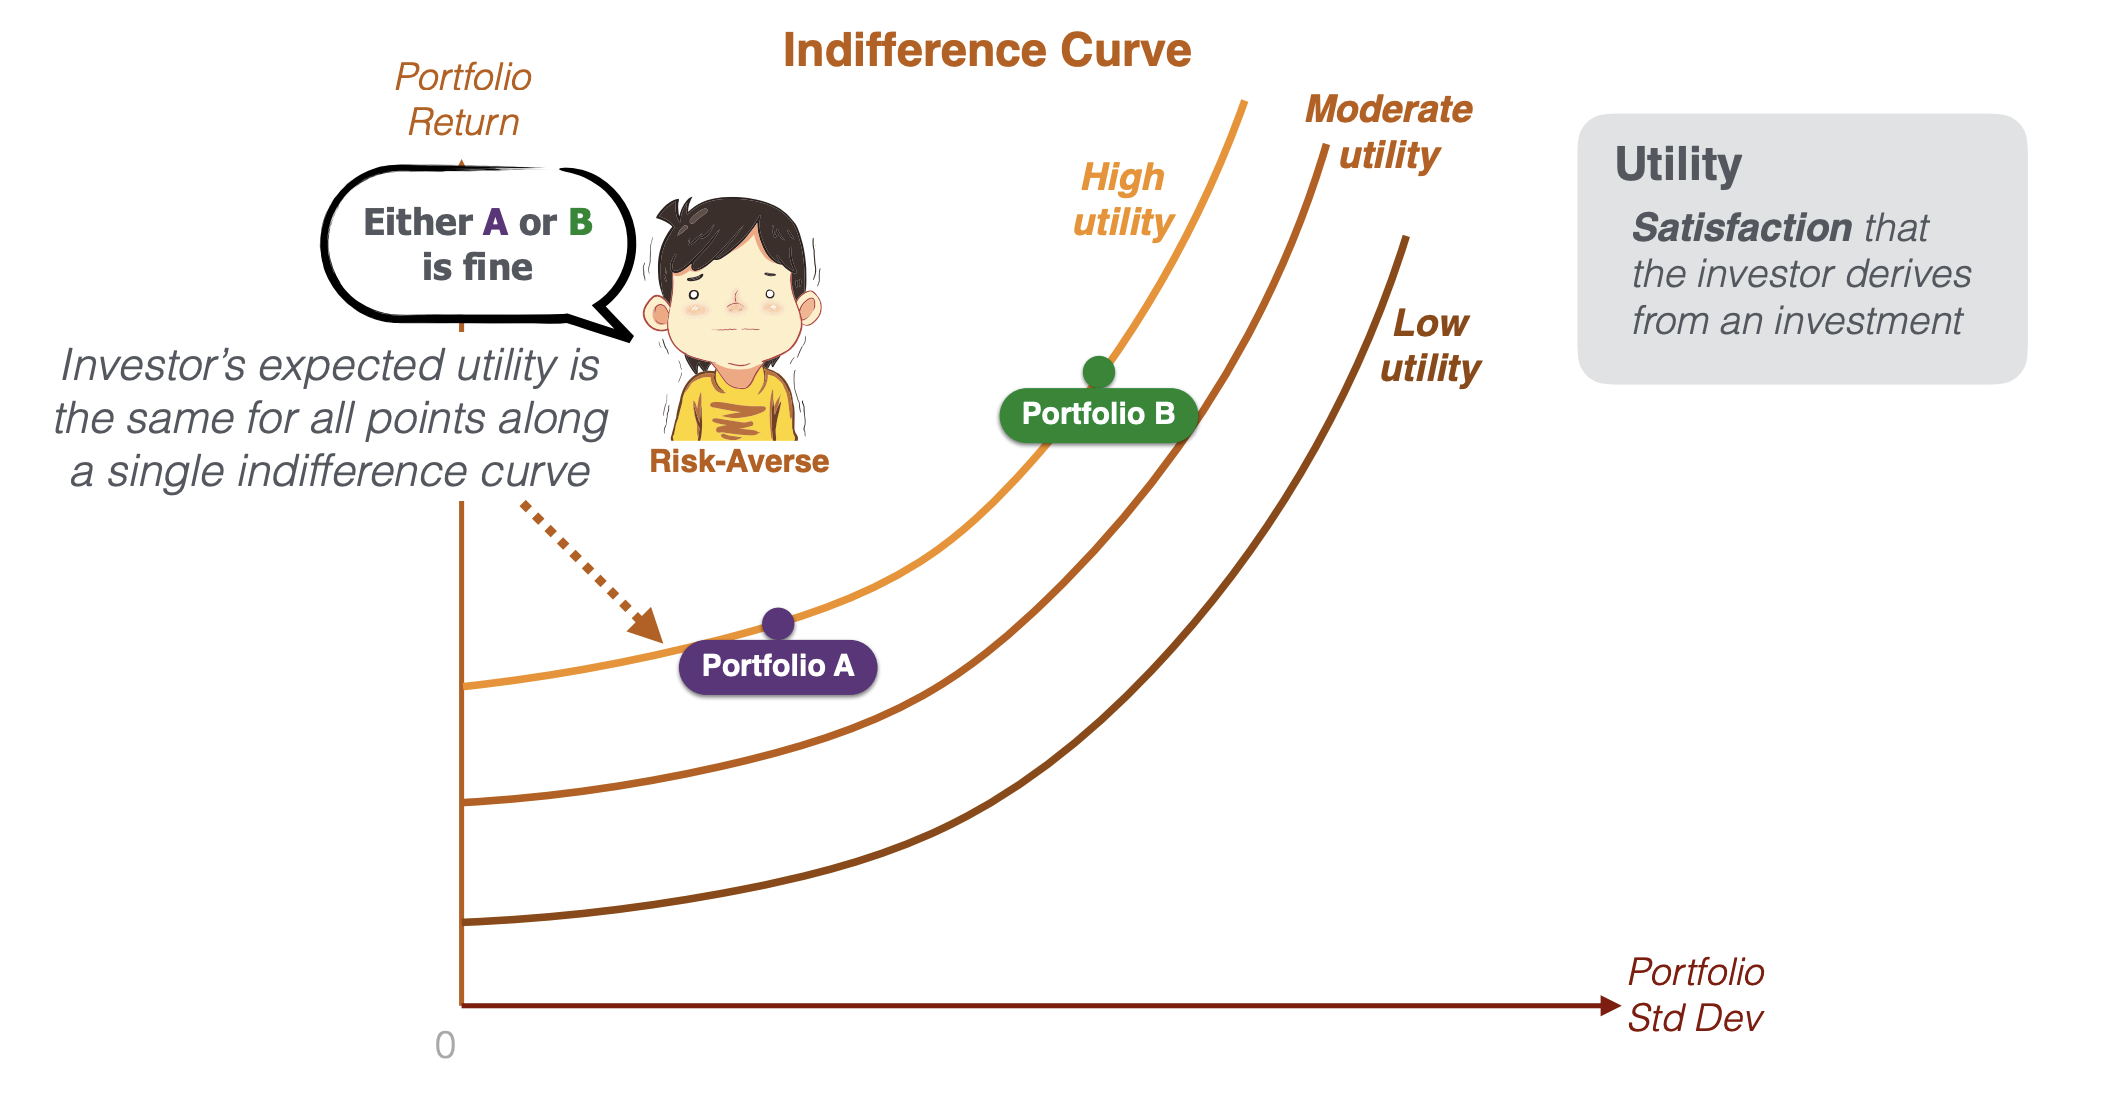 Indifference Curve
Portfolio
Return
Either A or B
is fine
Investor’s expected utility is
the same for all points along
a single indifference curve
Risk-Averse
High
utility
Moderate
utility
Low
utility
Portfolio B
Portfolio A
Utility
Satisfaction that
the investor derives
from an investment
Portfolio
Std Dev
0